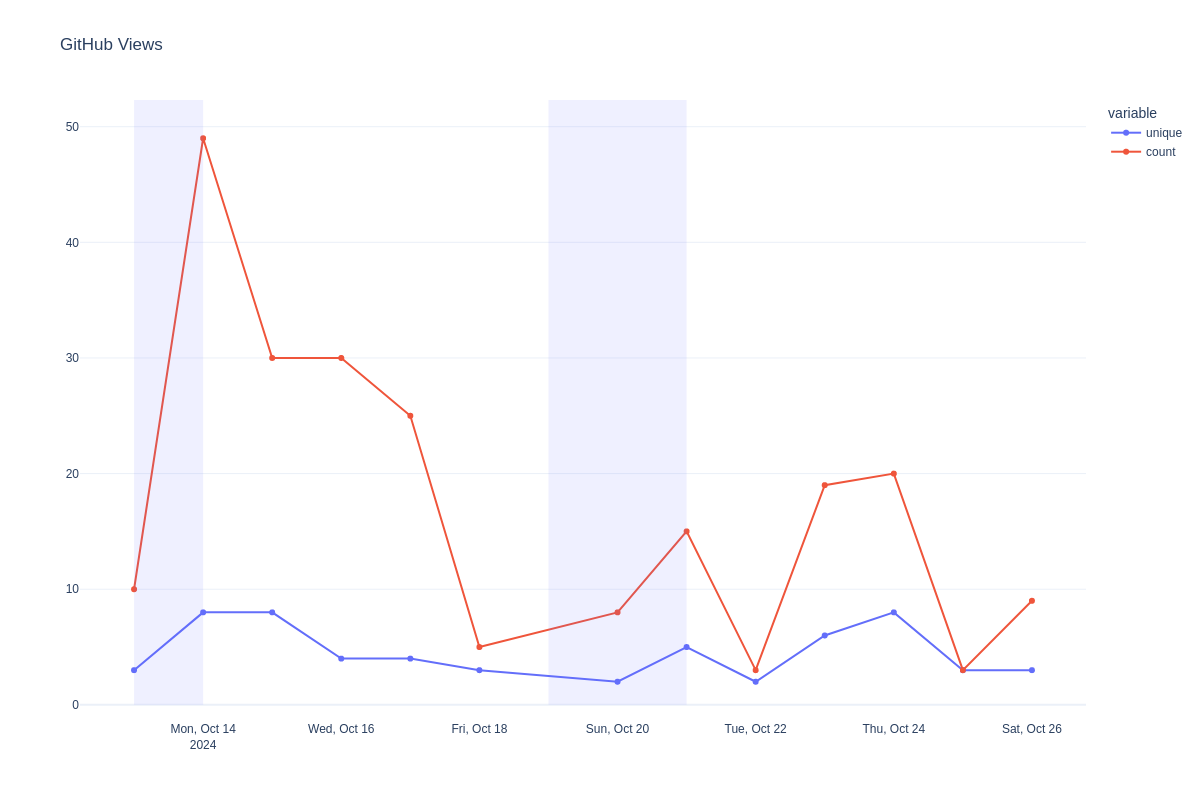 GitHub Views
variable
unique
count
50
40
30
20
10
0
Mon, Oct 14
2024
Wed, Oct 16
Fri, Oct 18
Sun, Oct 20
Tue, Oct 22
Thu, Oct 24
Sat, Oct 26